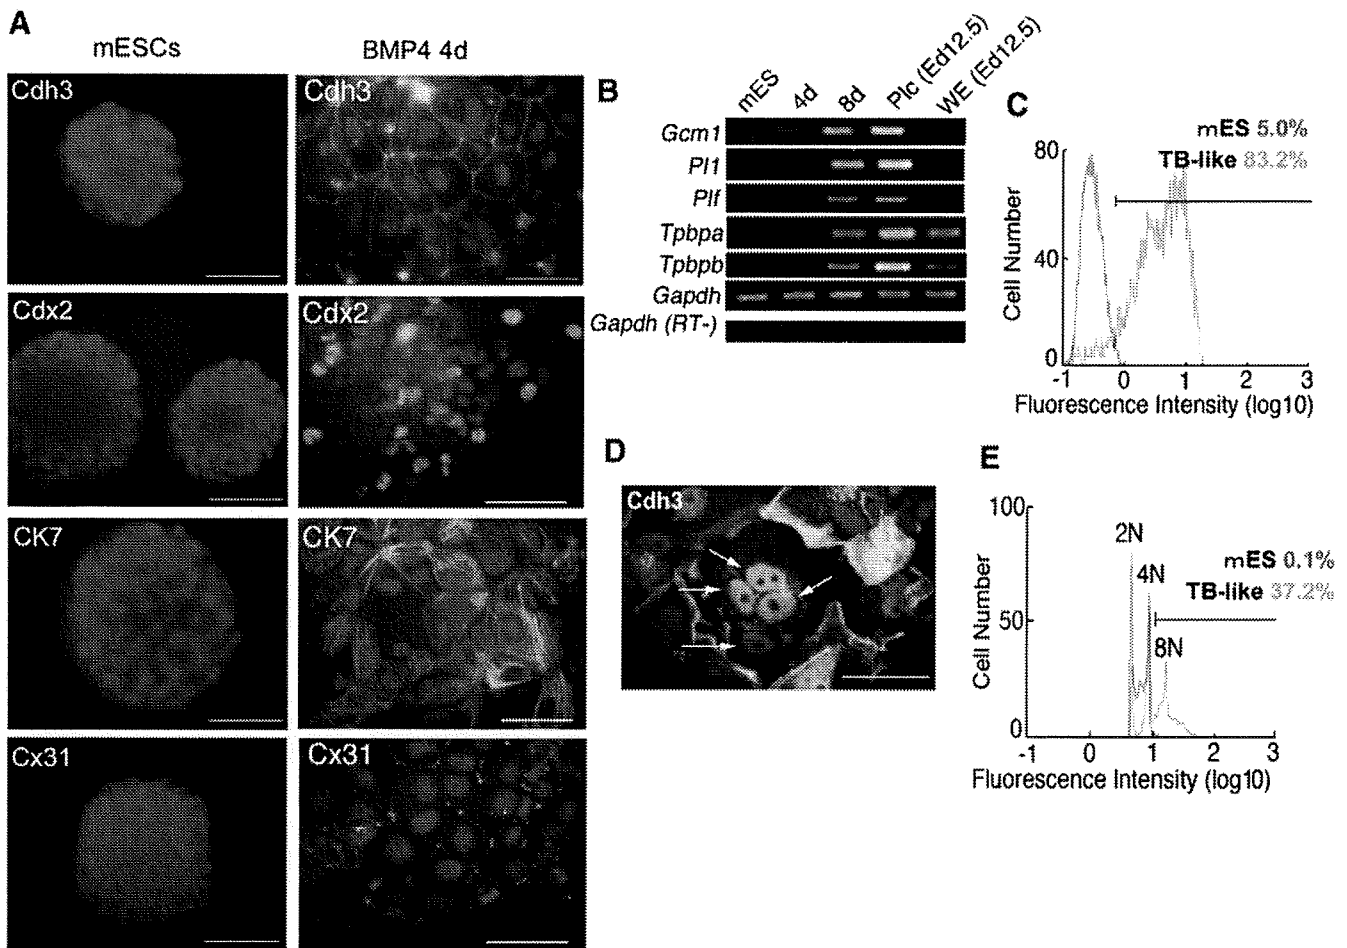 A
mESCs
BMP4 4d
Cdh3
Cdh3
Cdx2
Cdx2
CK7
CK7
Cx31
Cx31
B
mES
4d
8d
Plc (Ed12.5)
WE (Ed12.5)
Gcm1
Pl1
Plf
Tpbpa
Tpbpb
Gapdh
Gapdh (RT-)
C
mES 5.0%
TB-like 83.2%
80
40
0
Cell Number
-1 0 1 2 3
Fluorescence Intensity (log10)
D
Cdh3
E
100
50
0
Cell Number
2N
4N
8N
mES 0.1%
TB-like 37.2%
-1 0 1 2 3
Fluorescence Intensity (log10)